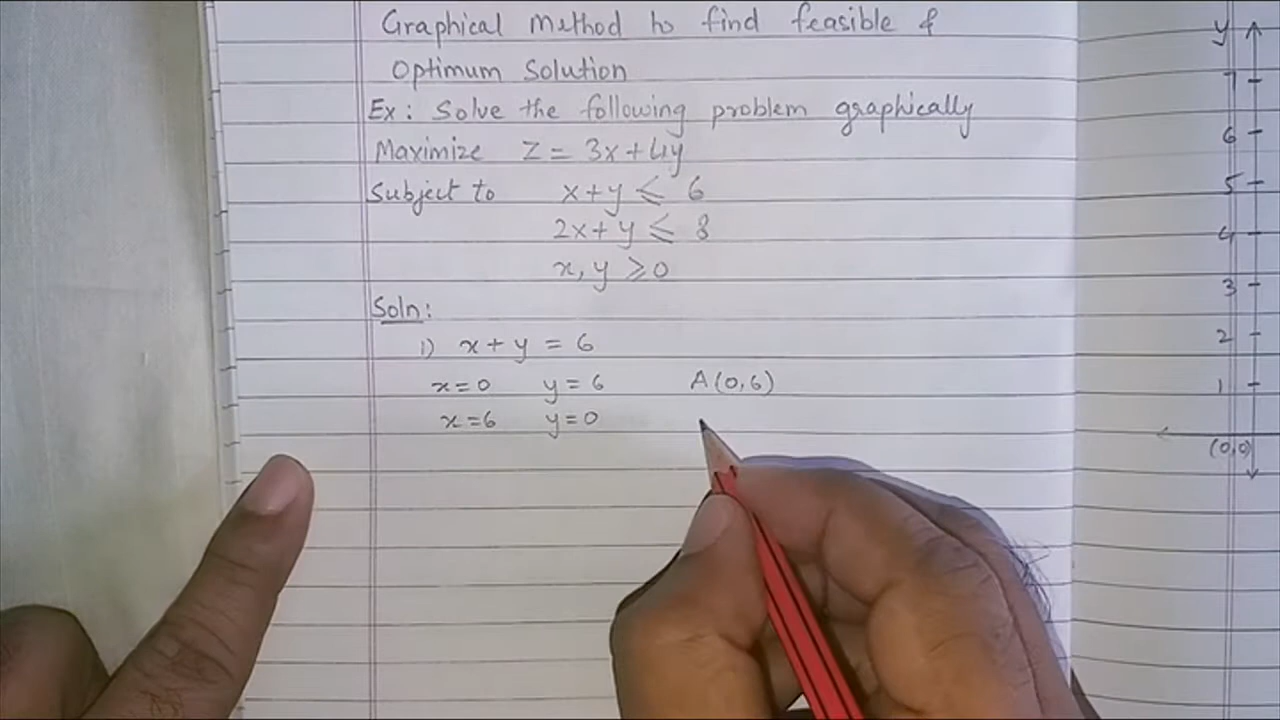 Graphical Method to find feasible &
Optimum Solution
Ex: Solve the following problem graphically
Maximize Z = 3x+4y
Subject to x+y ⩽ 6
2x+y ⩽ 8
x, y ⩾ 0
Soln:
1) x + y = 6
x=0 y = 6 A(0,6)
x=6 y=0
y
7
6
5
4
3
2
1
(0,0)